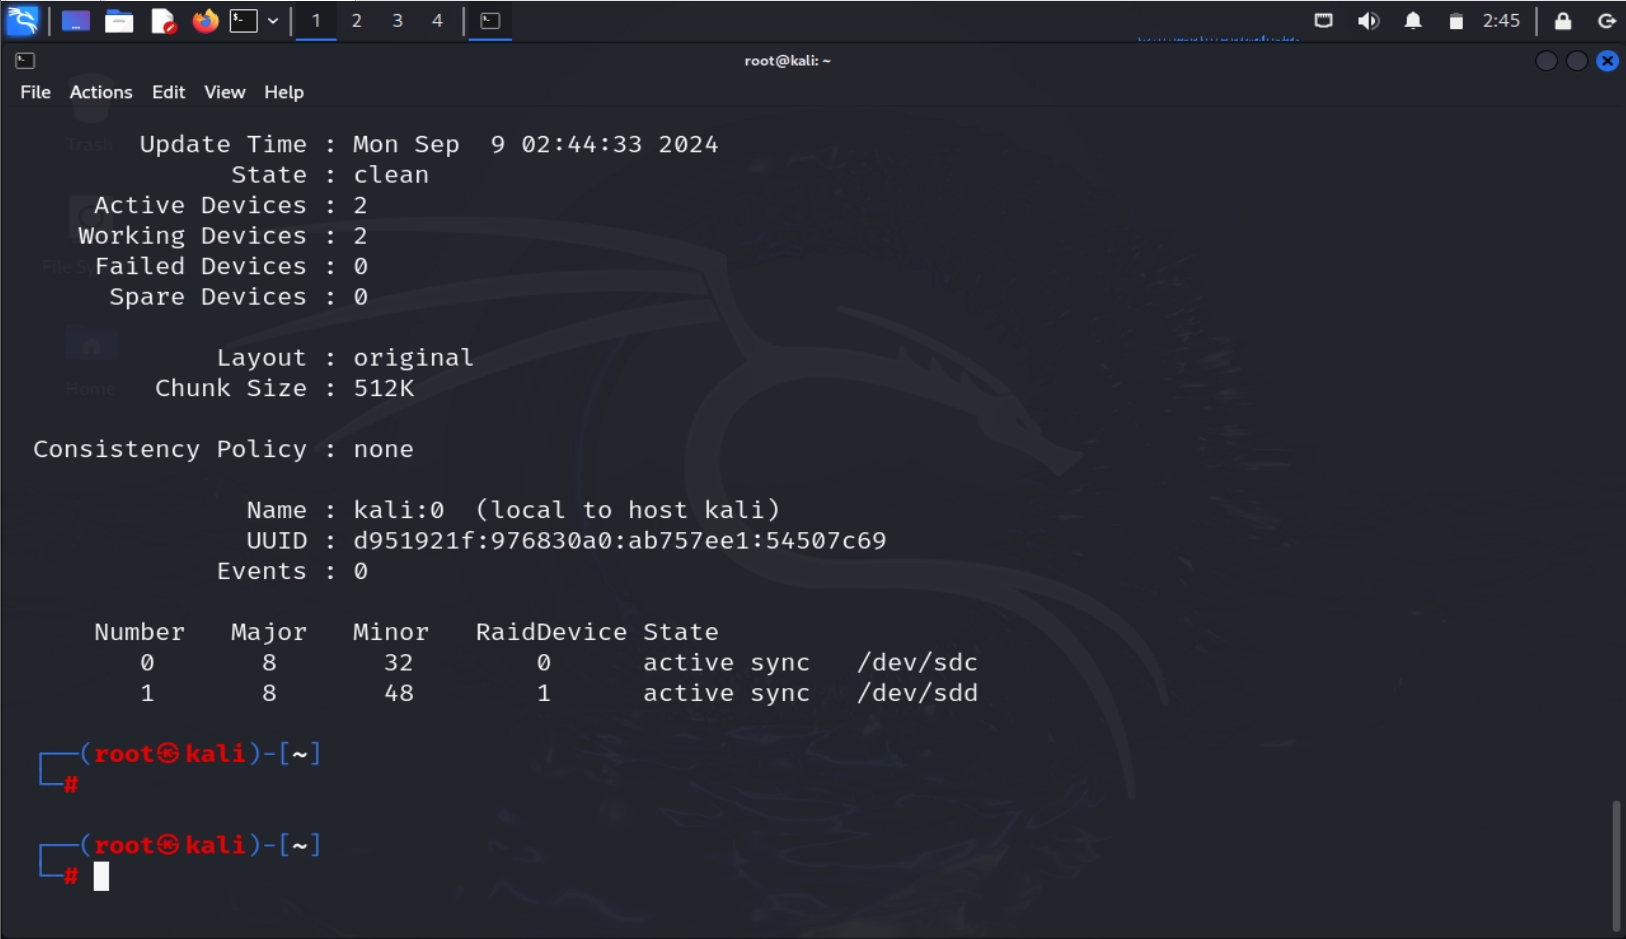 1 2 3 4 2:45
root@kali: ~
File Actions Edit View Help
Trash
Update Time : Mon Sep  9 02:44:33 2024
State : clean
Active Devices : 2
Working Devices : 2
File Sy
Failed Devices : 0
Spare Devices : 0
Layout : original
Home
Chunk Size : 512K
Consistency Policy : none
Name : kali:0  (local to host kali)
UUID : d951921f:976830a0:ab757ee1:54507c69
Events : 0
Number   Major   Minor   RaidDevice State
0       8       32        0      active sync   /dev/sdc
1       8       48        1      active sync   /dev/sdd
┌──(root㉿kali)-[~]
└─#
┌──(root㉿kali)-[~]
└─#